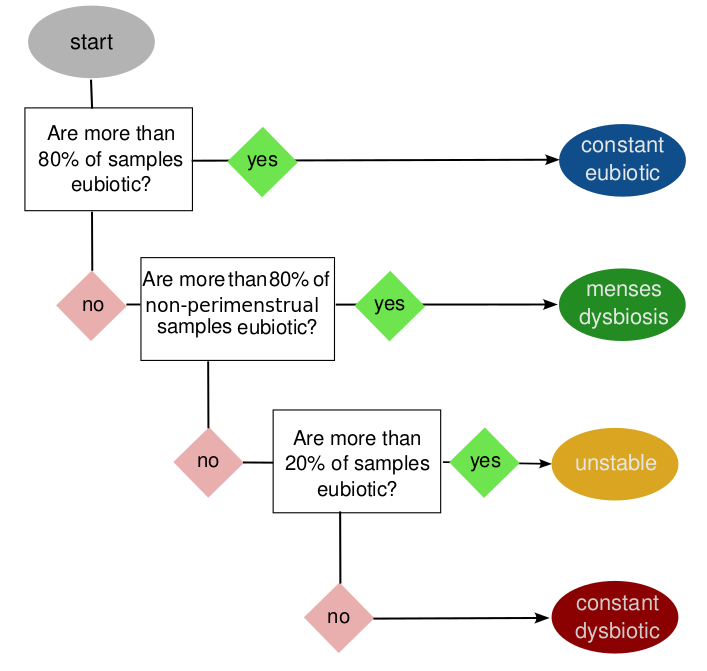 start
Are more than
80% of samples
eubiotic?
yes
constant
eubiotic
no
Are more than 80% of
non-perimenstrual
samples eubiotic?
yes
menses
dysbiosis
no
Are more than
20% of samples
eubiotic?
yes
unstable
no
constant
dysbiotic